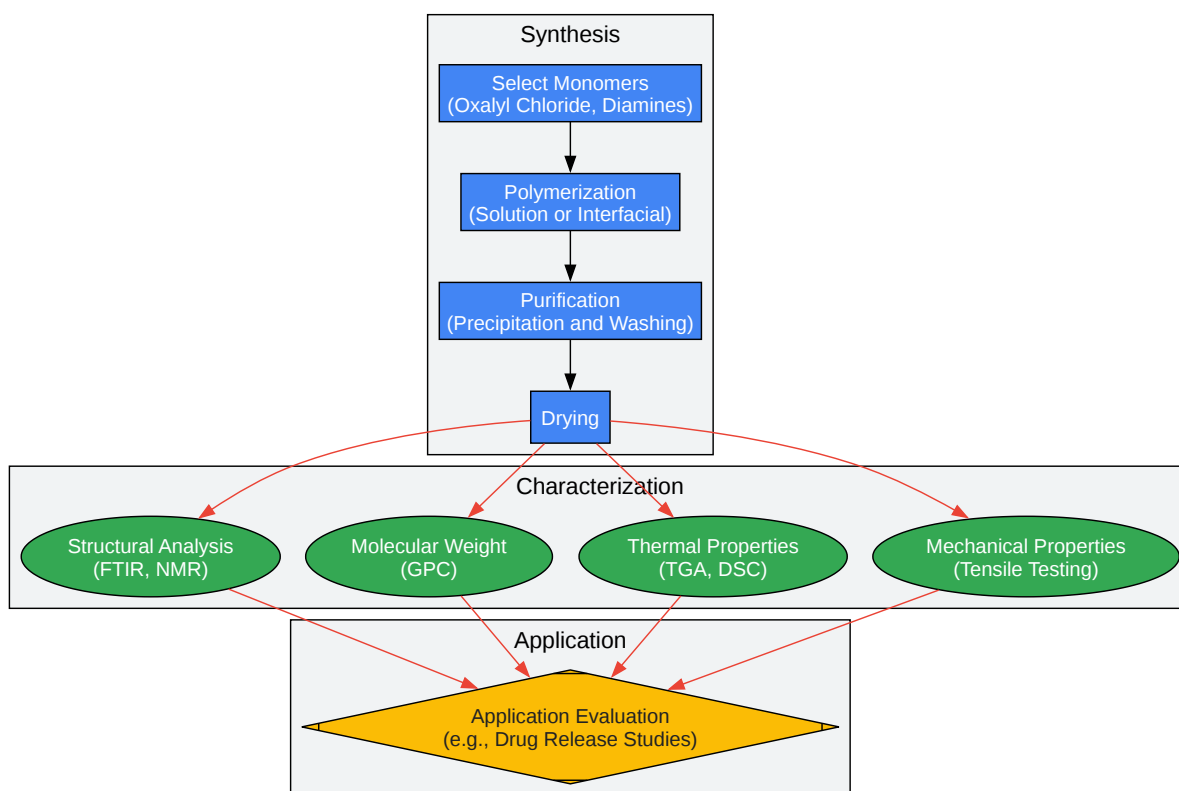 Synthesis
Select Monomers
(Oxalyl Chloride, Diamines)
Polymerization
(Solution or Interfacial)
Purification
(Precipitation and Washing)
Drying
Characterization
Structural Analysis
(FTIR, NMR)
Molecular Weight
(GPC)
Thermal Properties
(TGA, DSC)
Mechanical Properties
(Tensile Testing)
Application
Application Evaluation
(e.g., Drug Release Studies)